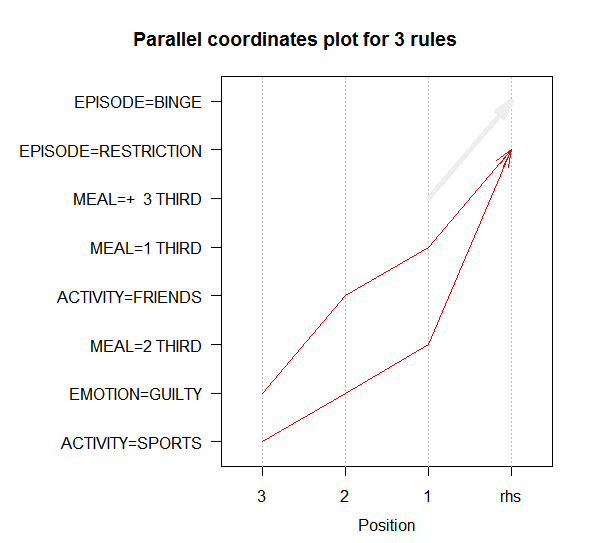 Parallel coordinates plot for 3 rules
EPISODE=BINGE
EPISODE=RESTRICTION
MEAL=+  3 THIRD
MEAL=1 THIRD
ACTIVITY=FRIENDS
MEAL=2 THIRD
EMOTION=GUILTY
ACTIVITY=SPORTS
3 2 1 rhs
Position